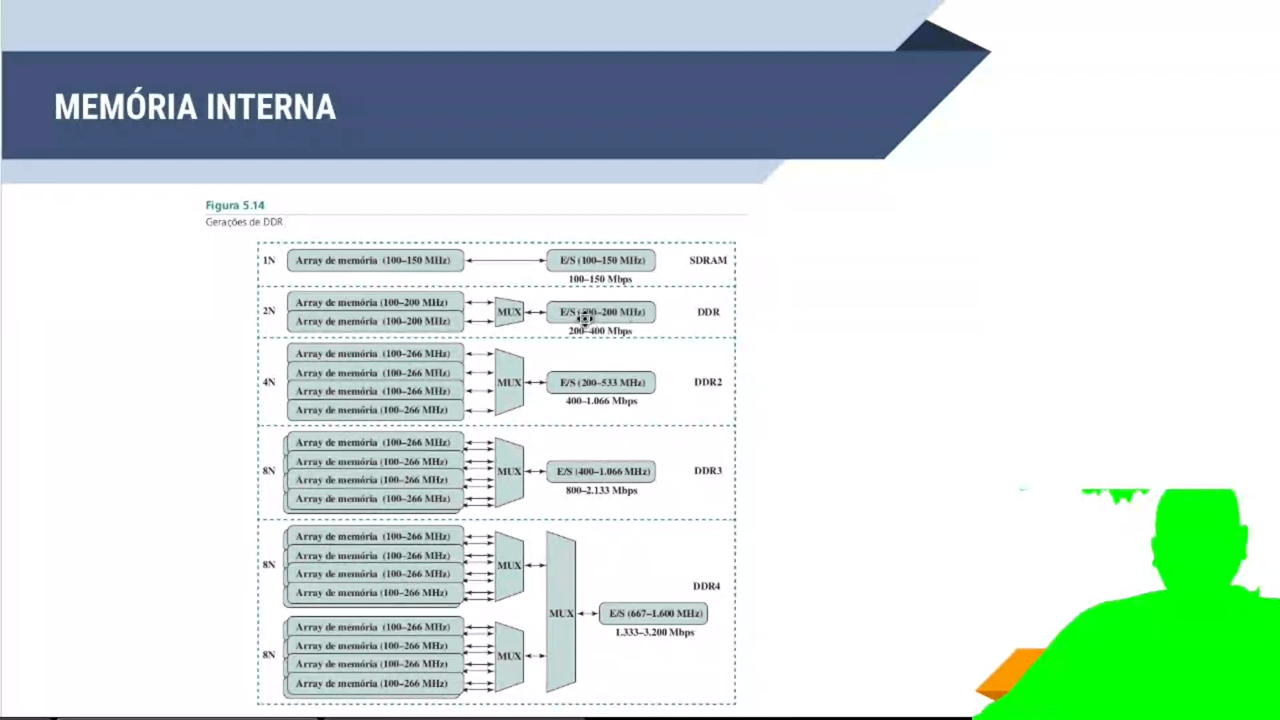 MEMÓRIA INTERNA
Figura 5.14
Gerações de DDR.
1N Array de memória (100–150 MHz) E/S (100–150 MHz) SDRAM
100–150 Mbps
Array de memória (100–200 MHz)
2N MUX E/S –200 MHz) DDR
Array de memória (100–200 MHz)
200–400 Mbps
Array de memória (100–266 MHz)
Array de memória (100–266 MHz)
4N MUX E/S (200–533 MHz) DDR2
Array de memória (100–266 MHz)
400–1.066 Mbps
Array de memória (100–266 MHz)
Array de memória (100–266 MHz)
Array de memória (100–266 MHz)
8N MUX E/S (400–1.066 MHz) DDR3
Array de memória (100–266 MHz)
800–2.133 Mbps
Array de memória (100–266 MHz)
Array de memória (100–266 MHz)
Array de memória (100–266 MHz)
8N MUX
Array de memória (100–266 MHz)
DDR4
Array de memória (100–266 MHz)
MUX E/S (667–1.600 MHz)
1.333–3.200 Mbps
Array de memória (100–266 MHz)
Array de memória (100–266 MHz)
8N MUX
Array de memória (100–266 MHz)
Array de memória (100–266 MHz)